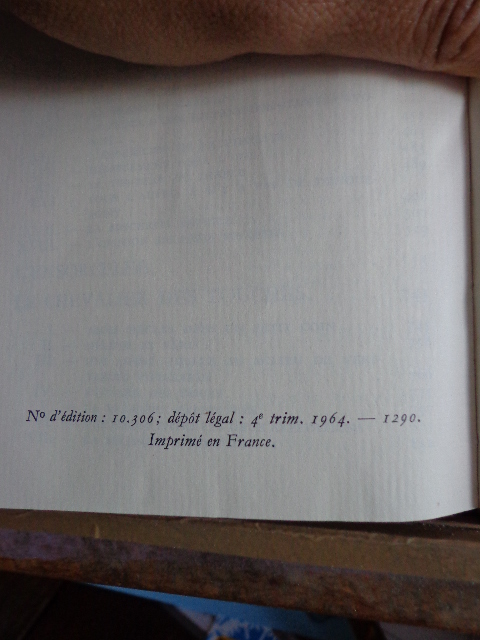 Nº d'édition : 10.306; dépôt légal : 4e trim. 1964. — 1290.
Imprimé en France.